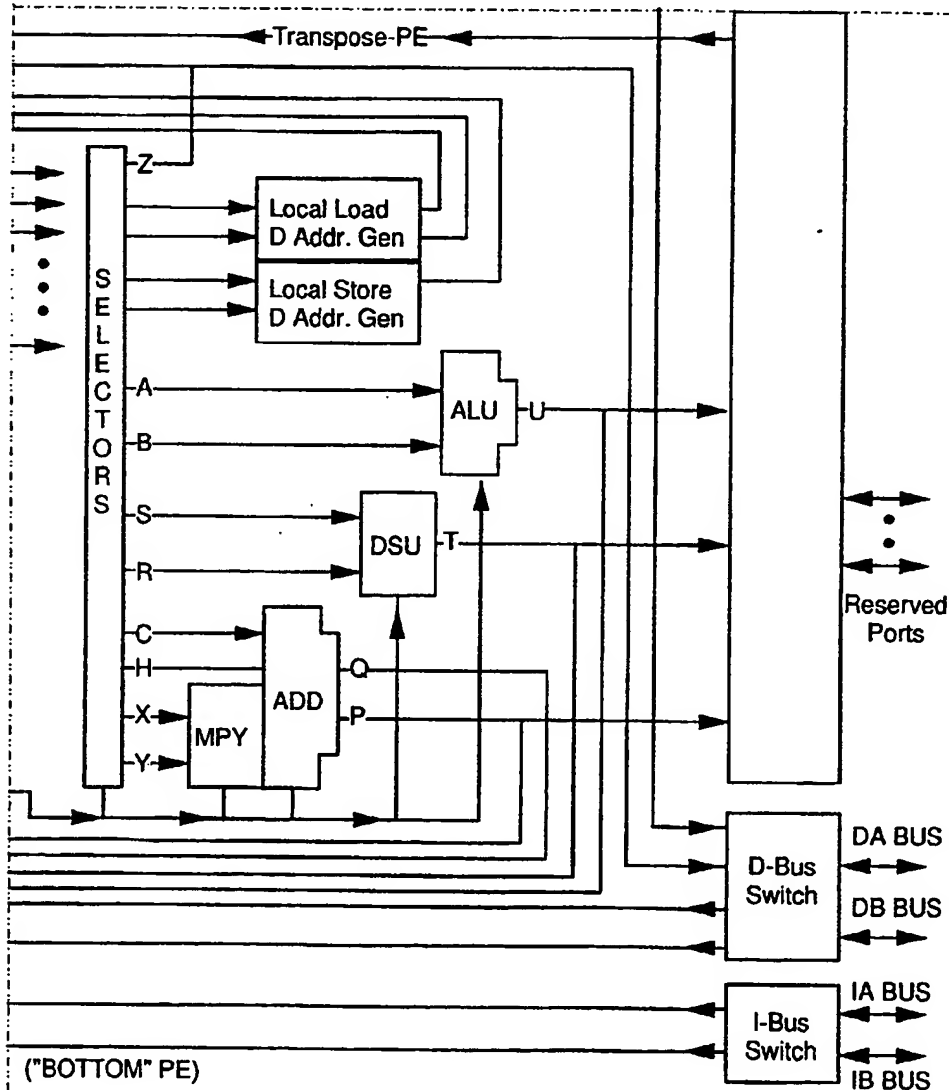 Transpose-PE
Z
Local Load
D Addr. Gen
Local Store
D Addr. Gen
SELECTORS
A
ALU
U
B
S
DSU
T
R
Reserved
Ports
C
H
ADD
Q
X
MPY
P
Y
DA BUS
D-Bus
Switch
DB BUS
IA BUS
I-Bus
Switch
IB BUS
("BOTTOM" PE)